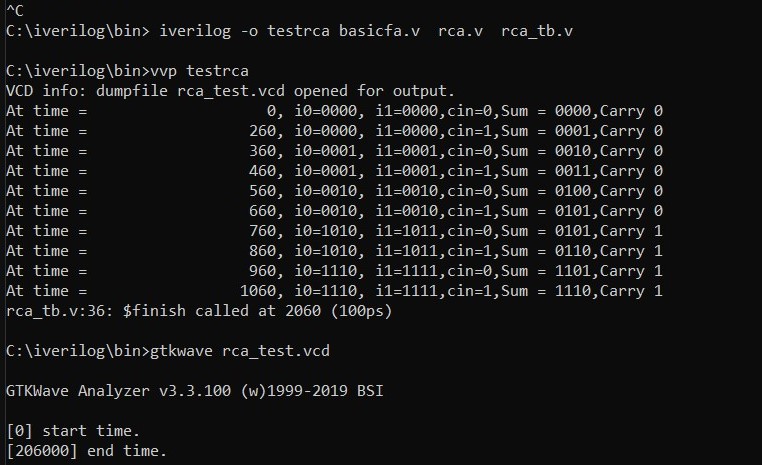 ^C
C:\iverilog\bin> iverilog -o testrca basicfa.v  rca.v  rca_tb.v
C:\iverilog\bin>vvp testrca
VCD info: dumpfile rca_test.vcd opened for output.
At time =                    0, i0=0000, i1=0000,cin=0,Sum = 0000,Carry 0
At time =                  260, i0=0000, i1=0000,cin=1,Sum = 0001,Carry 0
At time =                  360, i0=0001, i1=0001,cin=0,Sum = 0010,Carry 0
At time =                  460, i0=0001, i1=0001,cin=1,Sum = 0011,Carry 0
At time =                  560, i0=0010, i1=0010,cin=0,Sum = 0100,Carry 0
At time =                  660, i0=0010, i1=0010,cin=1,Sum = 0101,Carry 0
At time =                  760, i0=1010, i1=1011,cin=0,Sum = 0101,Carry 1
At time =                  860, i0=1010, i1=1011,cin=1,Sum = 0110,Carry 1
At time =                  960, i0=1110, i1=1111,cin=0,Sum = 1101,Carry 1
At time =                 1060, i0=1110, i1=1111,cin=1,Sum = 1110,Carry 1
rca_tb.v:36: $finish called at 2060 (100ps)
C:\iverilog\bin>gtkwave rca_test.vcd
GTKWave Analyzer v3.3.100 (w)1999-2019 BSI
[0] start time.
[206000] end time.